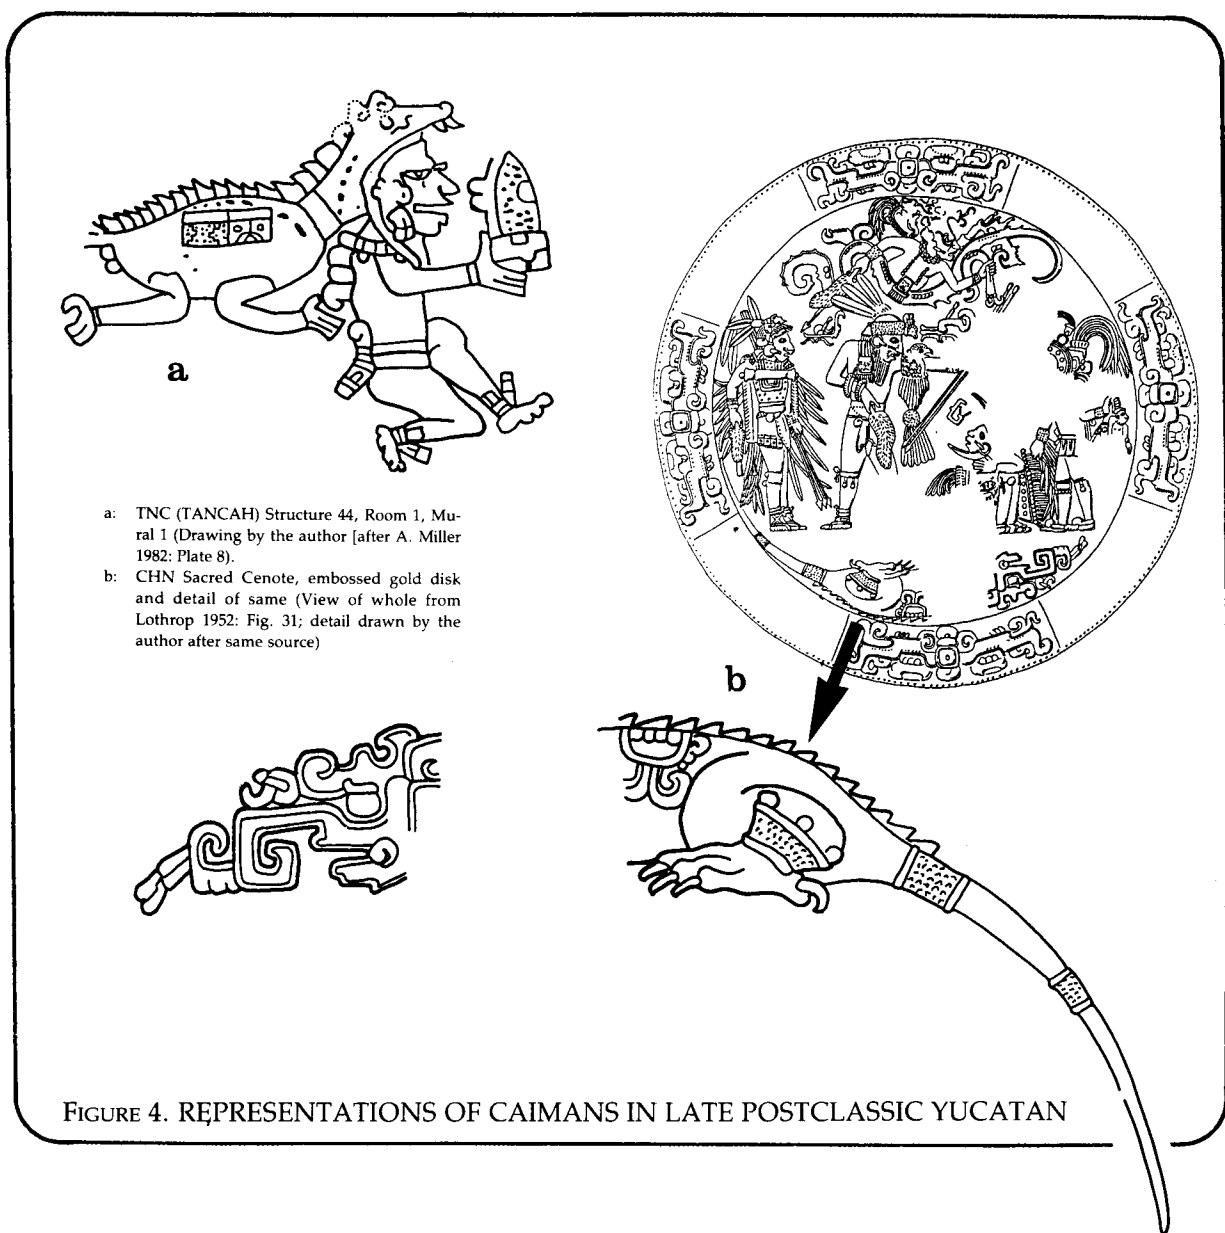 a
a: TNC (TANCAH) Structure 44, Room 1, Mu-
ral 1 (Drawing by the author [after A. Miller
1982: Plate 8).
b: CHN Sacred Cenote, embossed gold disk
and detail of same (View of whole from
Lothrop 1952: Fig. 31; detail drawn by the
author after same source)
b
FIGURE 4. REPRESENTATIONS OF CAIMANS IN LATE POSTCLASSIC YUCATAN